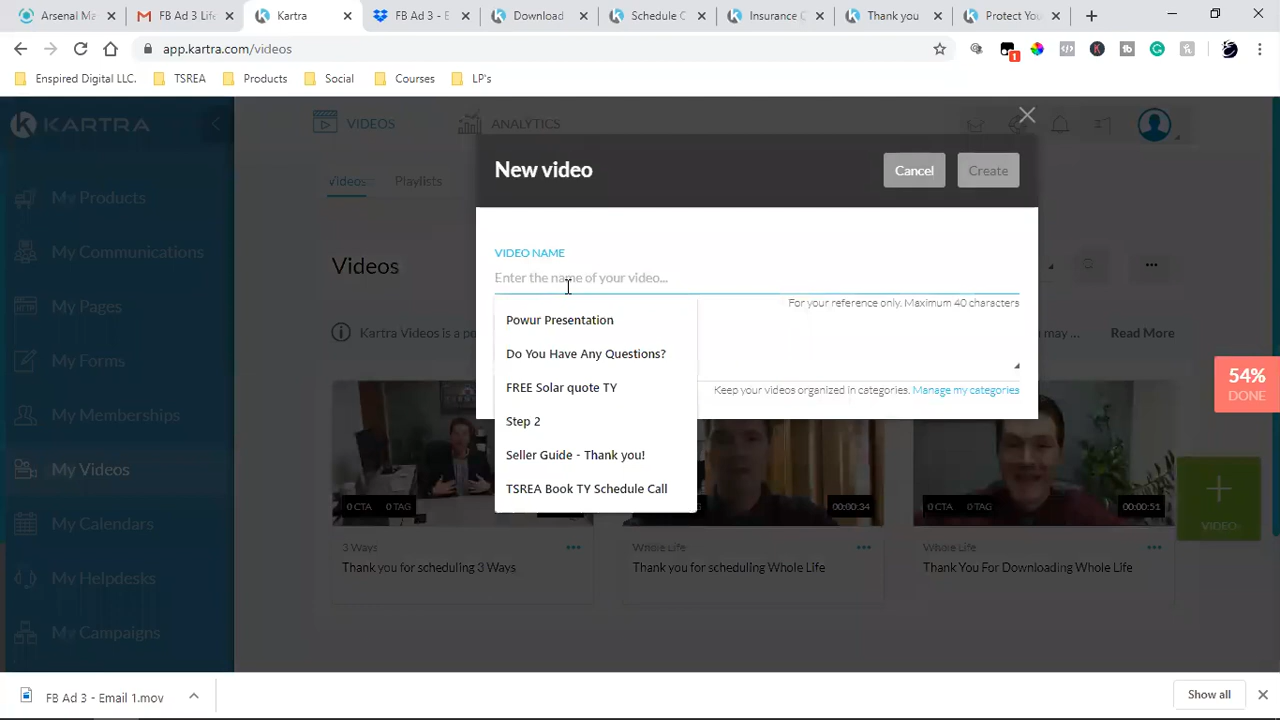 Arsenal Ma
FB Ad 3 Life
Kartra
FB Ad 3 - E
Download
Schedule C
Insurance C
Thank you
Protect You
app.kartra.com/videos
1
Enspired Digital LLC.
TSREA
Products
Social
Courses
LP's
KARTRA
VIDEOS
ANALYTICS
New video
Cancel
Create
My Products
Videos
Playlists
VIDEO NAME
My Communications
Videos
Enter the name of your video...
For your reference only. Maximum 40 characters
My Pages
Powur Presentation
Kartra Videos is a po
may ...
Read More
My Forms
Do You Have Any Questions?
54%
DONE
FREE Solar quote TY
Keep your videos organized in categories. Manage my categories
My Memberships
Step 2
My Videos
Seller Guide - Thank you!
TSREA Book TY Schedule Call
0 CTA 0 TAG
00:00:34
0 CTA 0 TAG
00:00:51
VIDEO
My Calendars
3 Ways
Whole Life
Whole Life
Thank you for scheduling 3 Ways
Thank you for scheduling Whole Life
Thank You For Downloading Whole Life
My Helpdesks
My Campaigns
FB Ad 3 - Email 1.mov
Show all